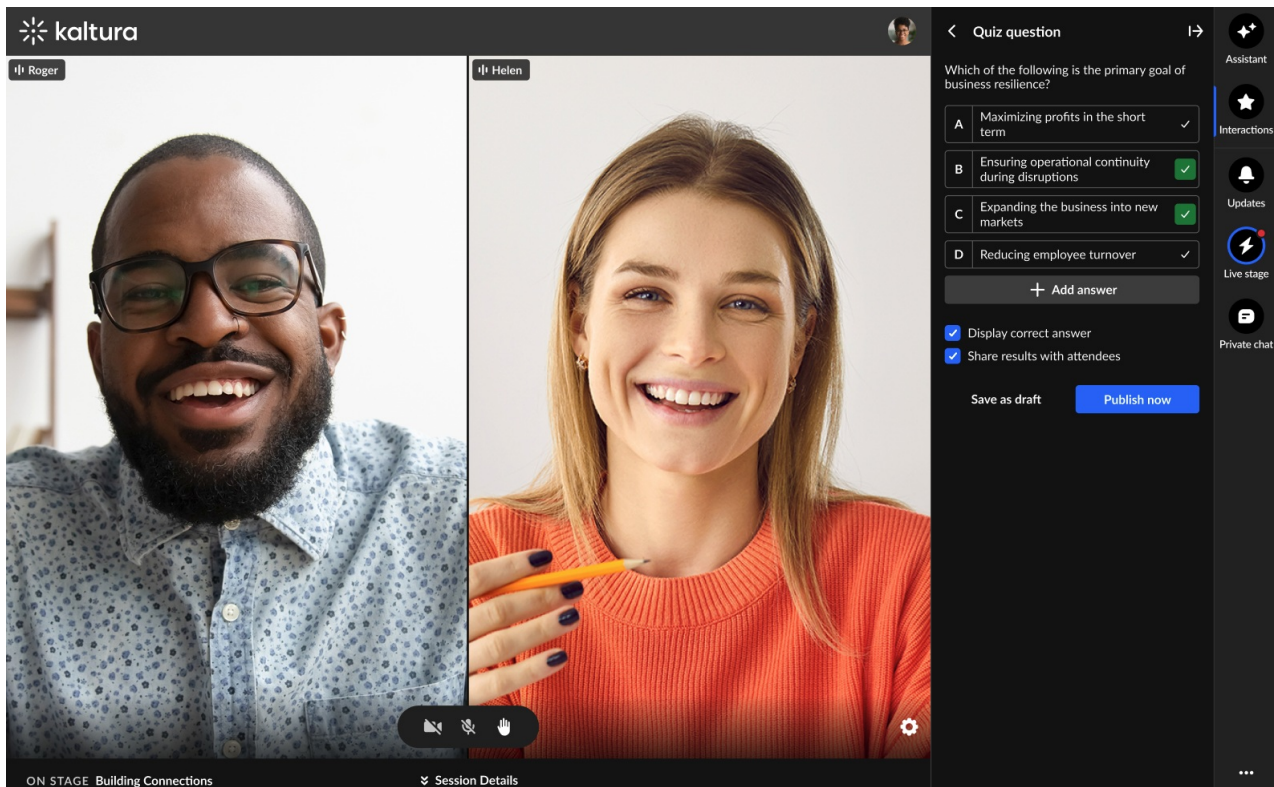 kaltura
Roger
Helen
ON STAGE Building Connections
Session Details
Quiz question
Which of the following is the primary goal of
business resilience?
A
Maximizing profits in the short
term
B
Ensuring operational continuity
during disruptions
C
Expanding the business into new
markets
D
Reducing employee turnover
Add answer
Display correct answer
Share results with attendees
Save as draft
Publish now
Assistant
Interactions
Updates
Live stage
Private chat